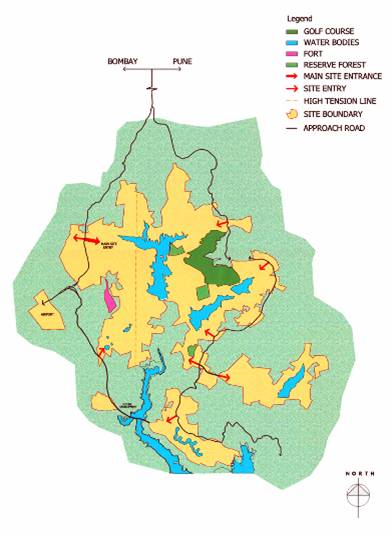 Legend
GOLF COURSE
WATER BODIES
FORT
RESERVE FOREST
MAIN SITE ENTRANCE
SITE ENTRY
HIGH TENSION LINE
SITE BOUNDARY
APPROACH ROAD
BOMBAY PUNE
MAIN SITE
ENTRY
AIRPORT
NORTH